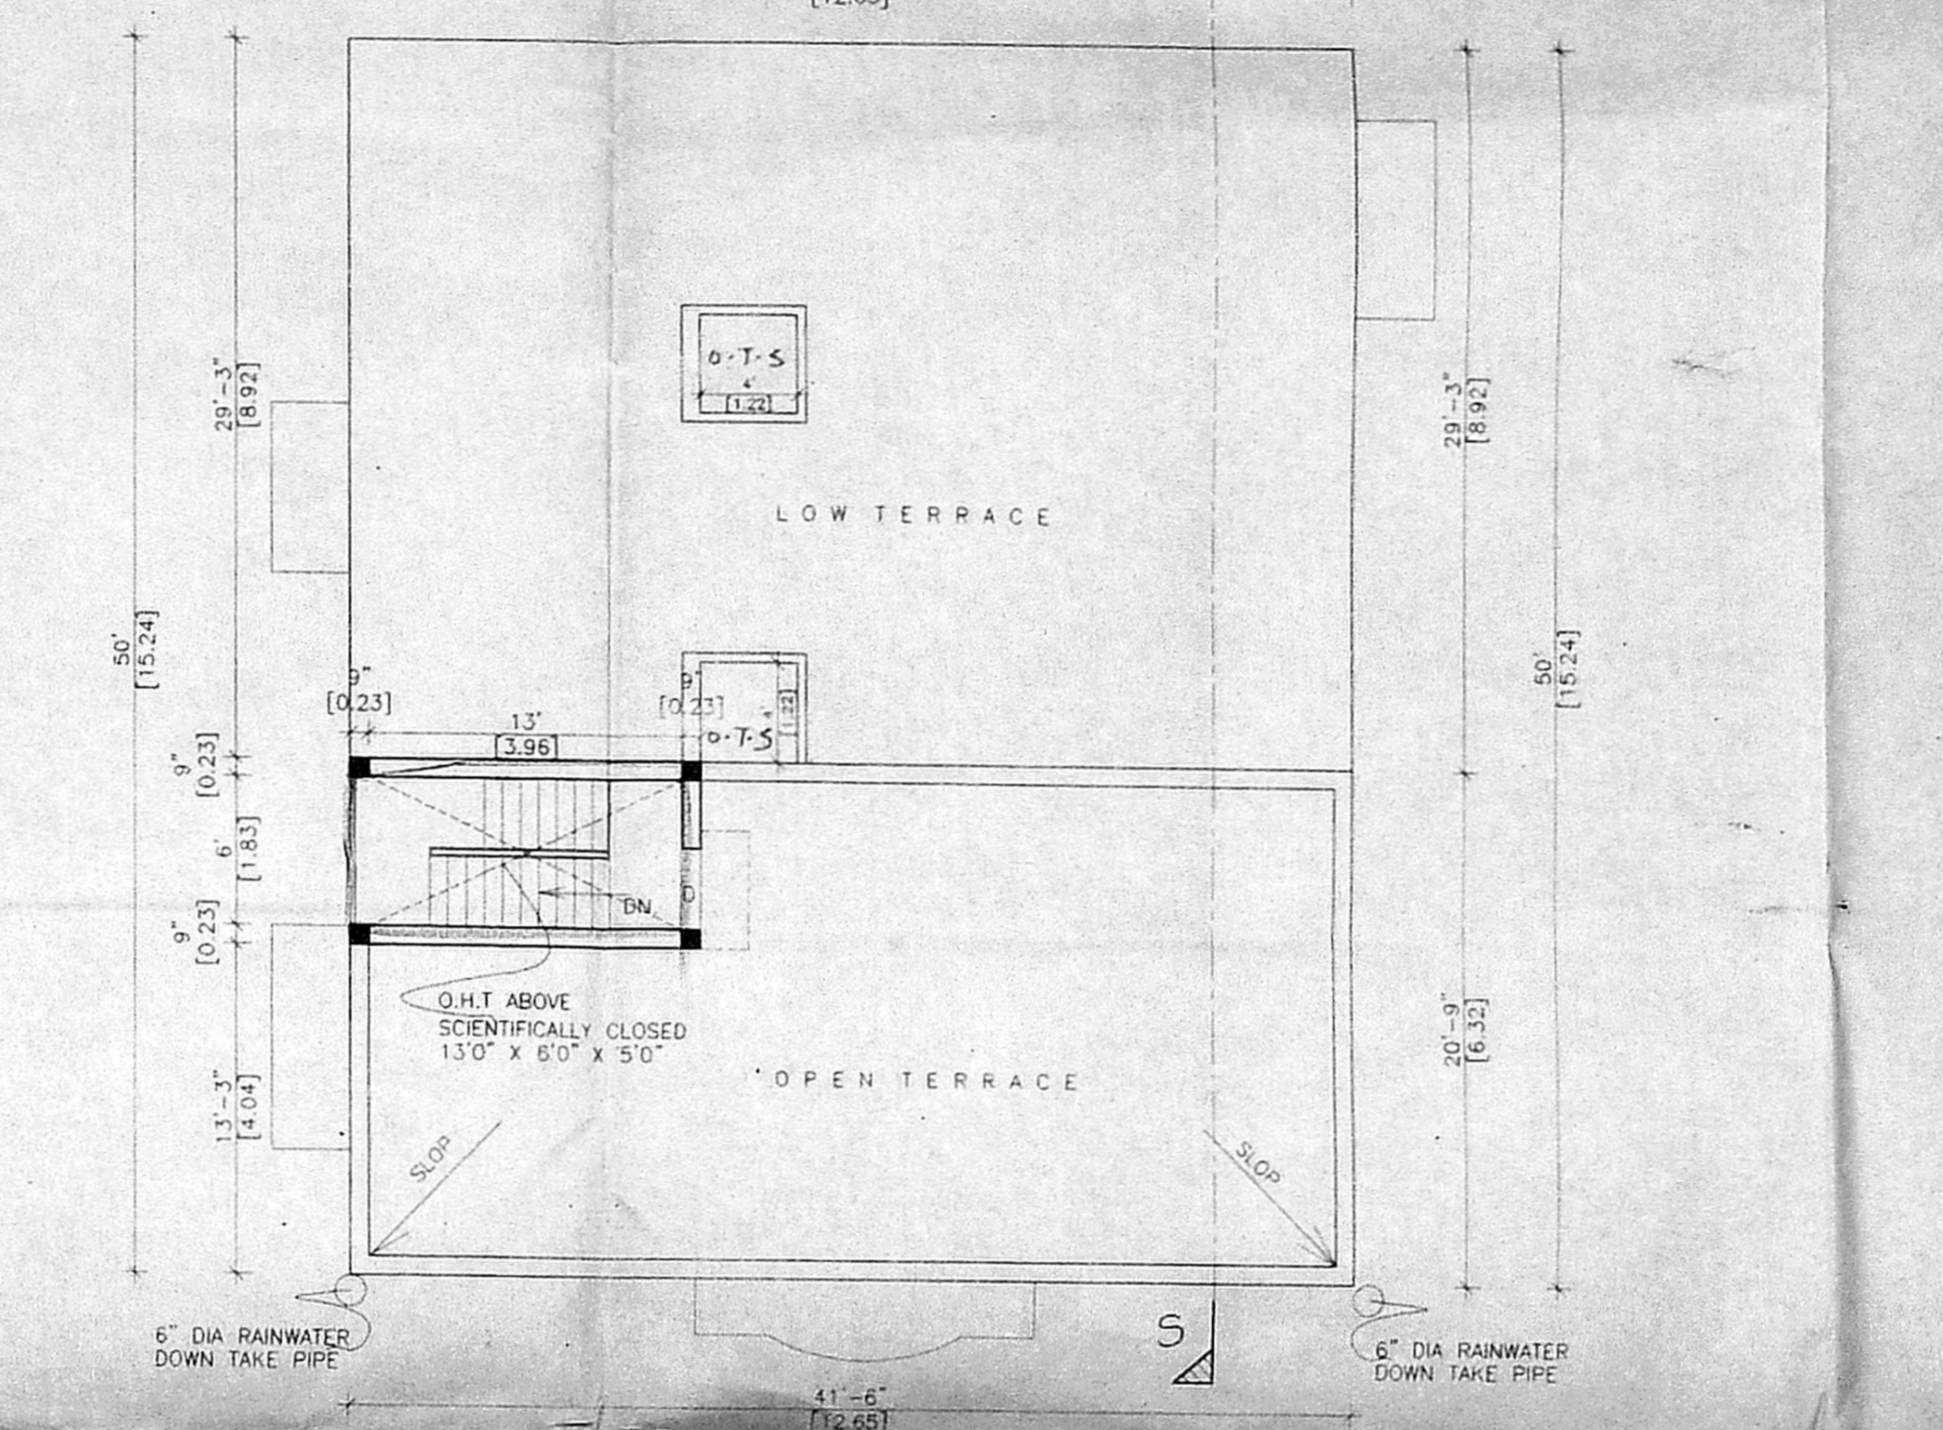 [12.65]
O.T.S
4'
[1.22]
29'-3"
[8.92]
29'-3"
[8.92]
LOW TERRACE
50'
[15.24]
50'
[15.24]
9"
[0.23]
9"
[0.23]
13'
[3.96]
4'
[1.22]
O.T.S
9"
[0.23]
6'
[1.83]
9"
[0.23]
D
DN
O.H.T ABOVE
SCIENTIFICALLY CLOSED
13'0" X 6'0" X 5'0"
20'-9"
[6.32]
OPEN TERRACE
13'-3"
[4.04]
SLOP
SLOP
6" DIA RAINWATER
DOWN TAKE PIPE
S
6" DIA RAINWATER
DOWN TAKE PIPE
41'-6"
[12.65]